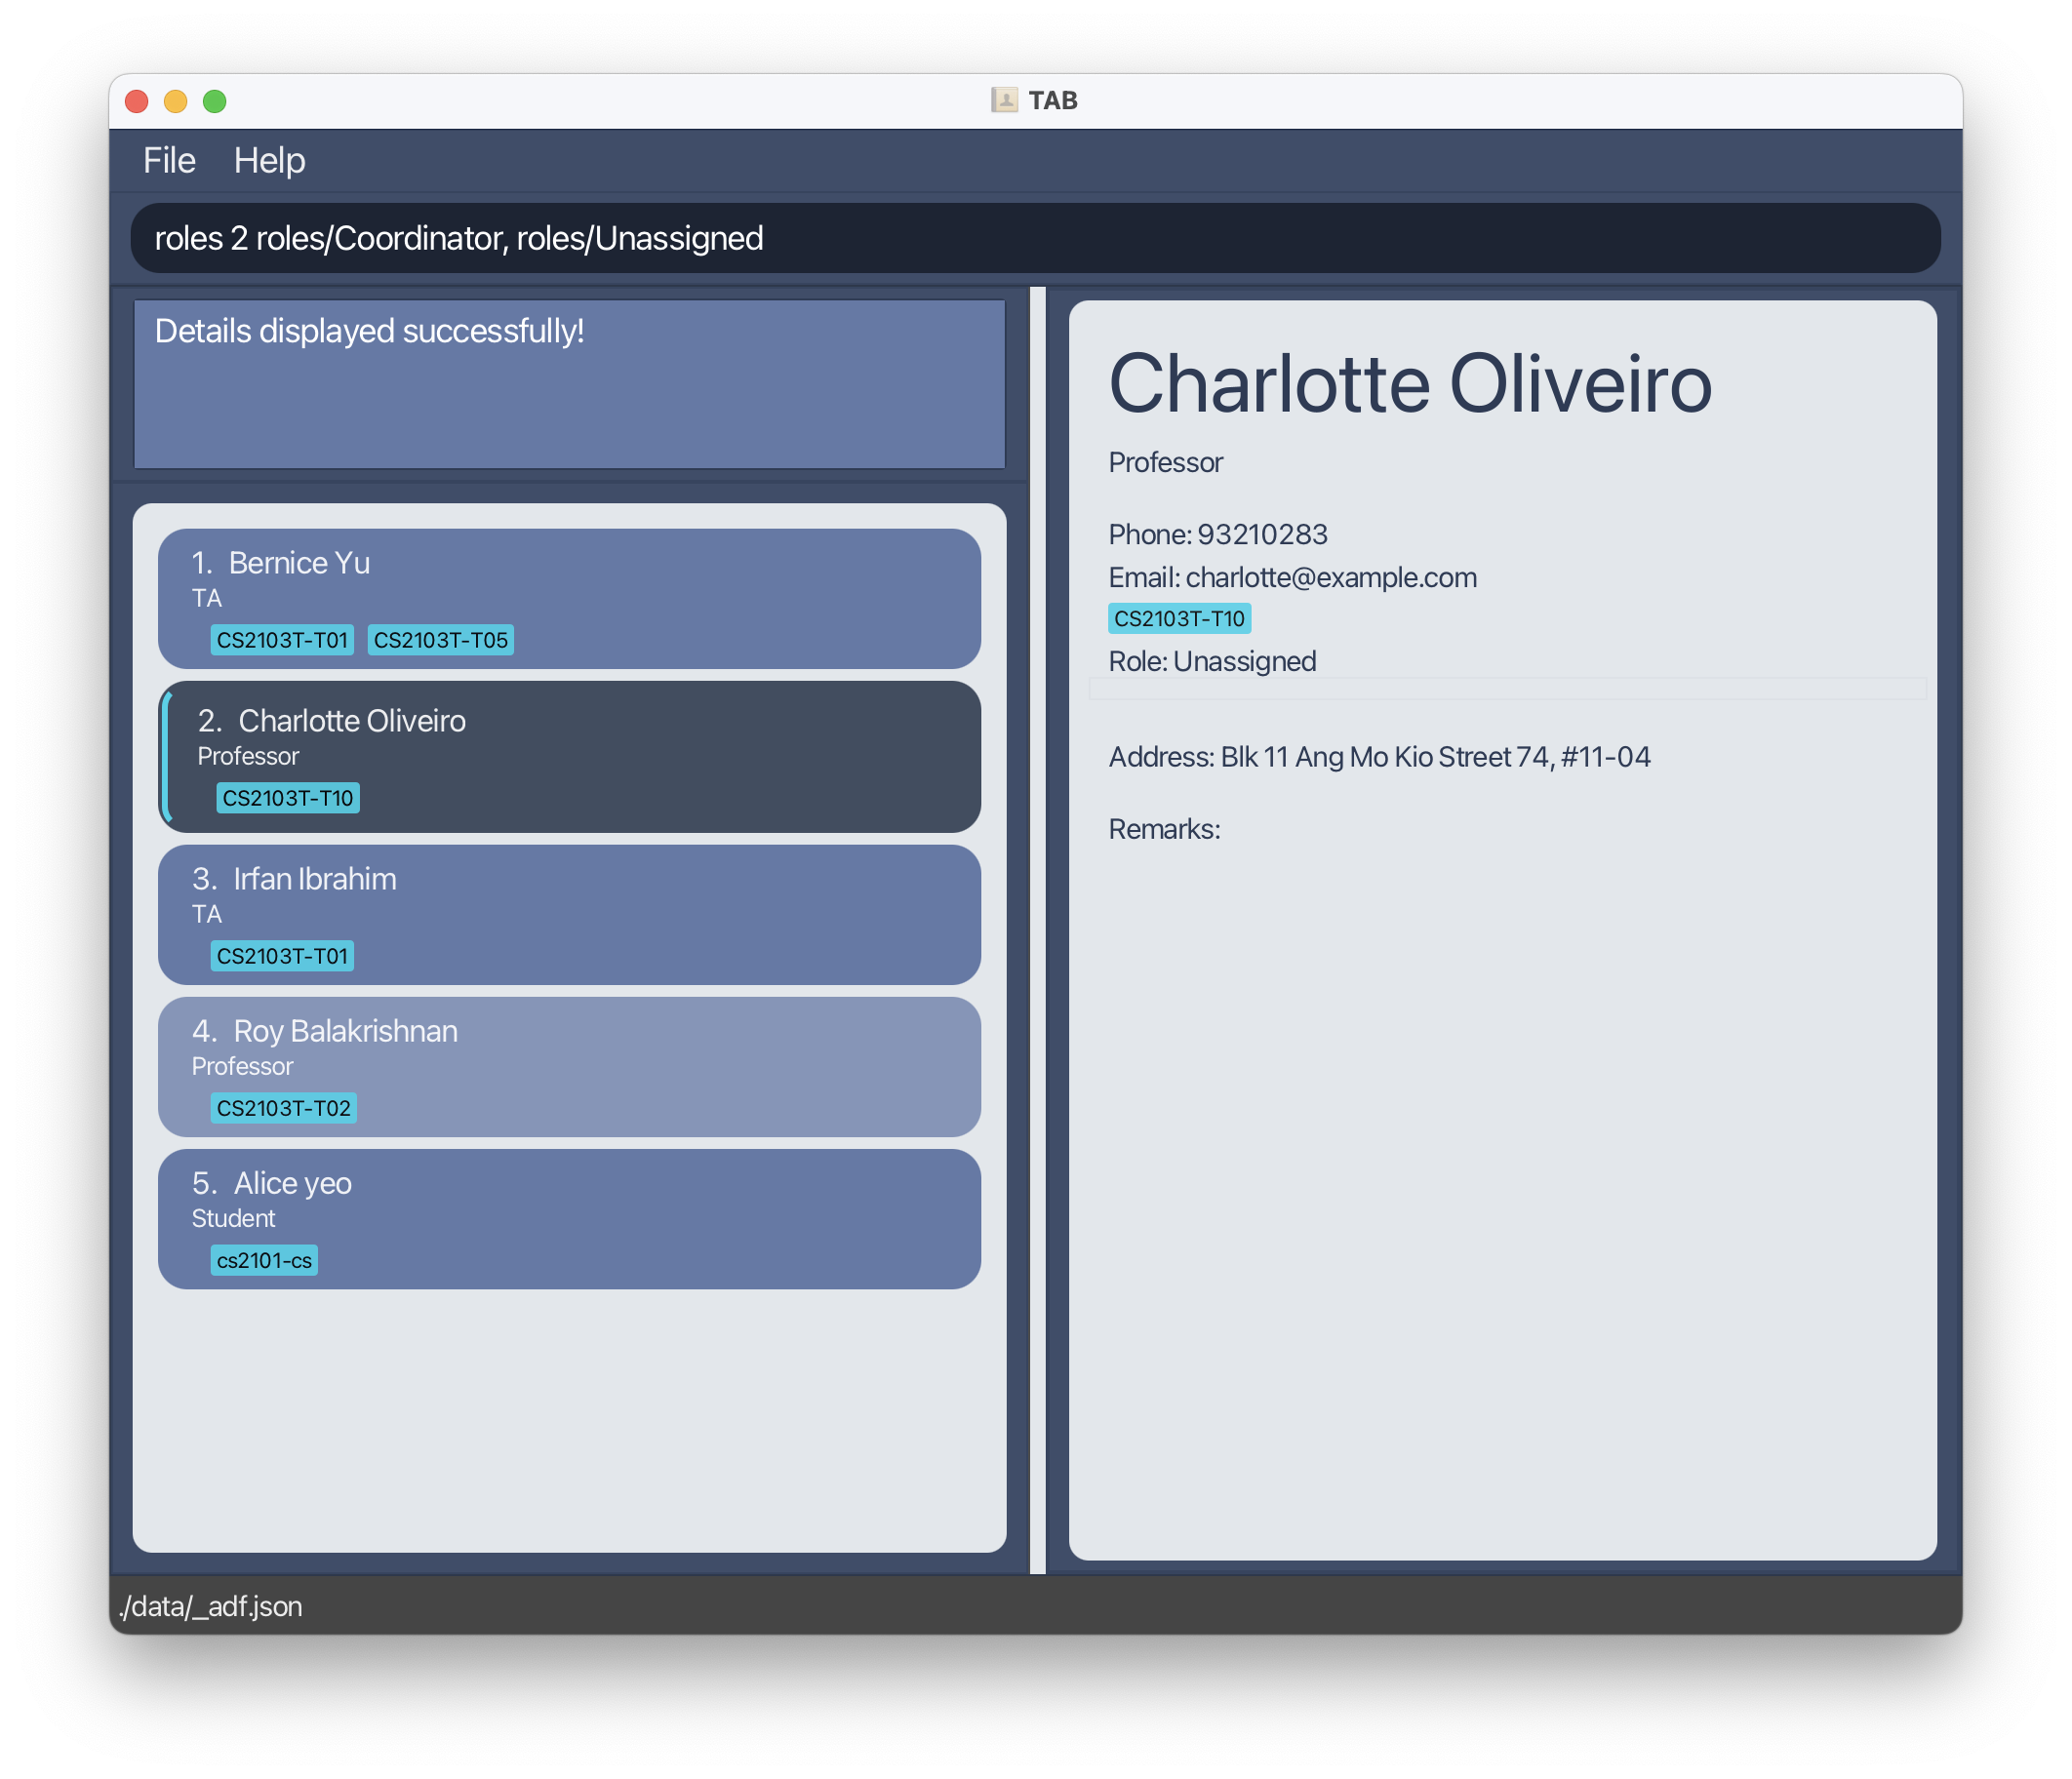 TAB
File Help
roles 2 roles/Coordinator, roles/Unassigned
Details displayed successfully!
1. Bernice Yu
TA
CS2103T-T01 CS2103T-T05
2. Charlotte Oliveiro
Professor
CS2103T-T10
3. Irfan Ibrahim
TA
CS2103T-T01
4. Roy Balakrishnan
Professor
CS2103T-T02
5. Alice yeo
Student
cs2101-cs
Charlotte Oliveiro
Professor
Phone: 93210283
Email: charlotte@example.com
CS2103T-T10
Role: Unassigned
Address: Blk 11 Ang Mo Kio Street 74, #11-04
Remarks:
./data/_adf.json